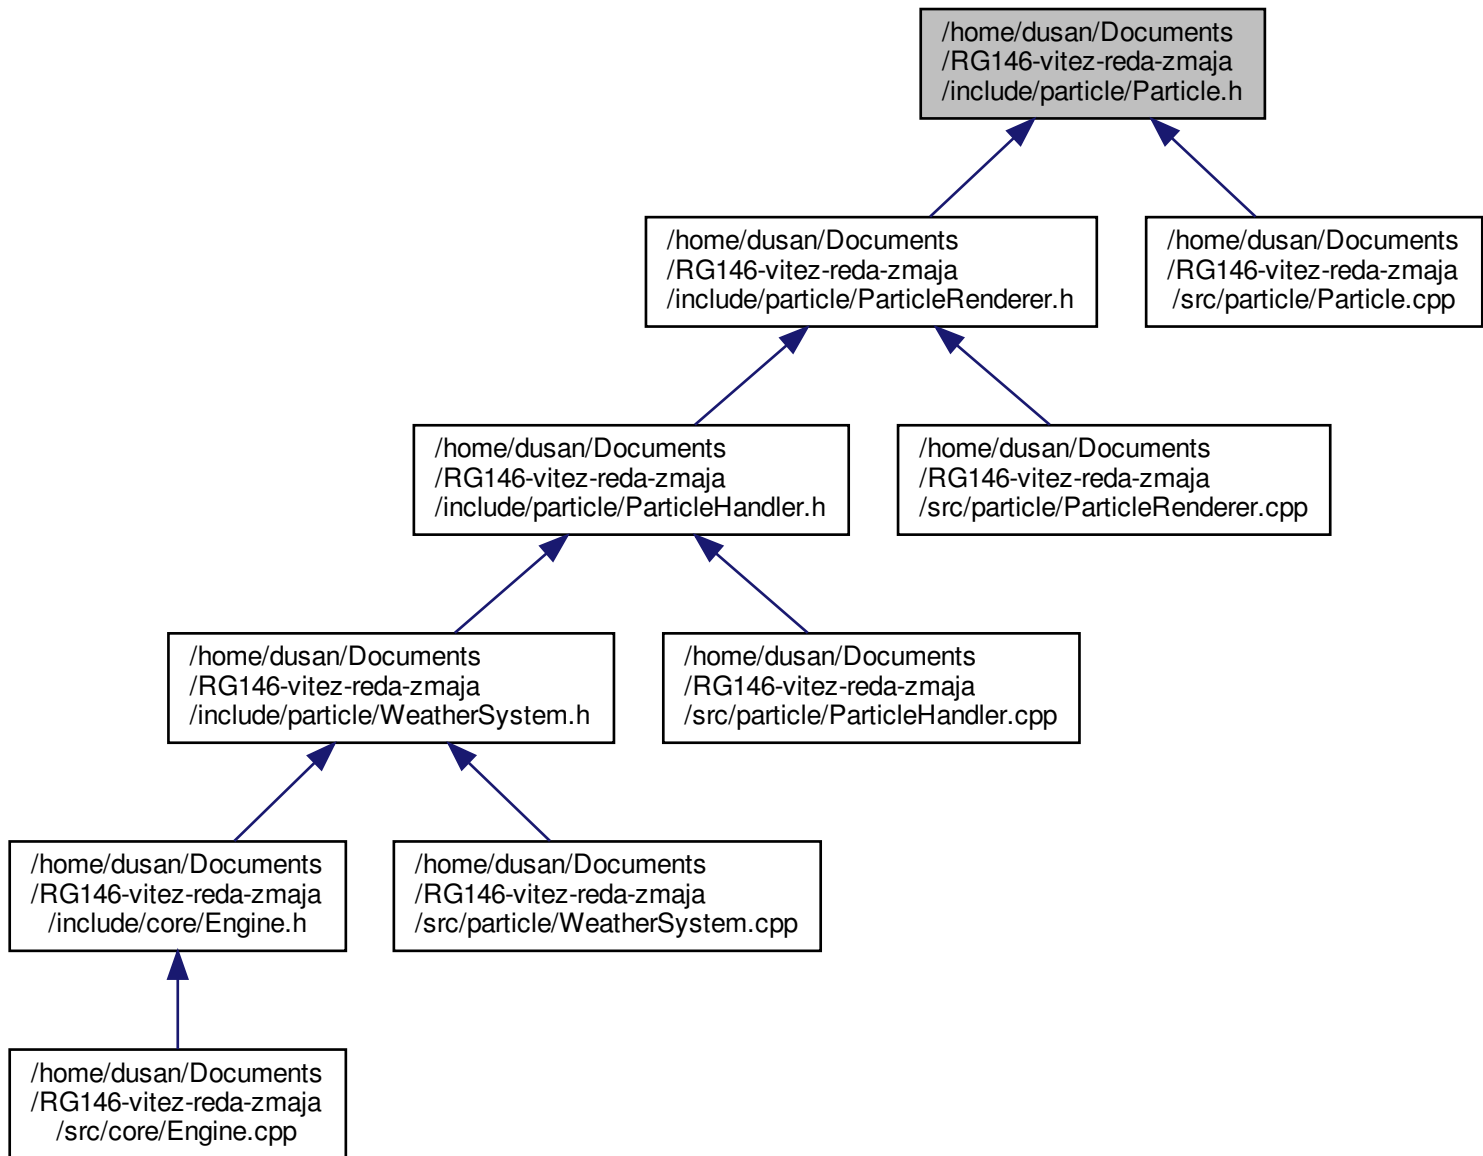 /home/dusan/Documents
/RG146-vitez-reda-zmaja
/include/particle/Particle.h
/home/dusan/Documents
/RG146-vitez-reda-zmaja
/include/particle/ParticleRenderer.h
/home/dusan/Documents
/RG146-vitez-reda-zmaja
/src/particle/Particle.cpp
/home/dusan/Documents
/RG146-vitez-reda-zmaja
/include/particle/ParticleHandler.h
/home/dusan/Documents
/RG146-vitez-reda-zmaja
/src/particle/ParticleRenderer.cpp
/home/dusan/Documents
/RG146-vitez-reda-zmaja
/include/particle/WeatherSystem.h
/home/dusan/Documents
/RG146-vitez-reda-zmaja
/src/particle/ParticleHandler.cpp
/home/dusan/Documents
/RG146-vitez-reda-zmaja
/include/core/Engine.h
/home/dusan/Documents
/RG146-vitez-reda-zmaja
/src/particle/WeatherSystem.cpp
/home/dusan/Documents
/RG146-vitez-reda-zmaja
/src/core/Engine.cpp